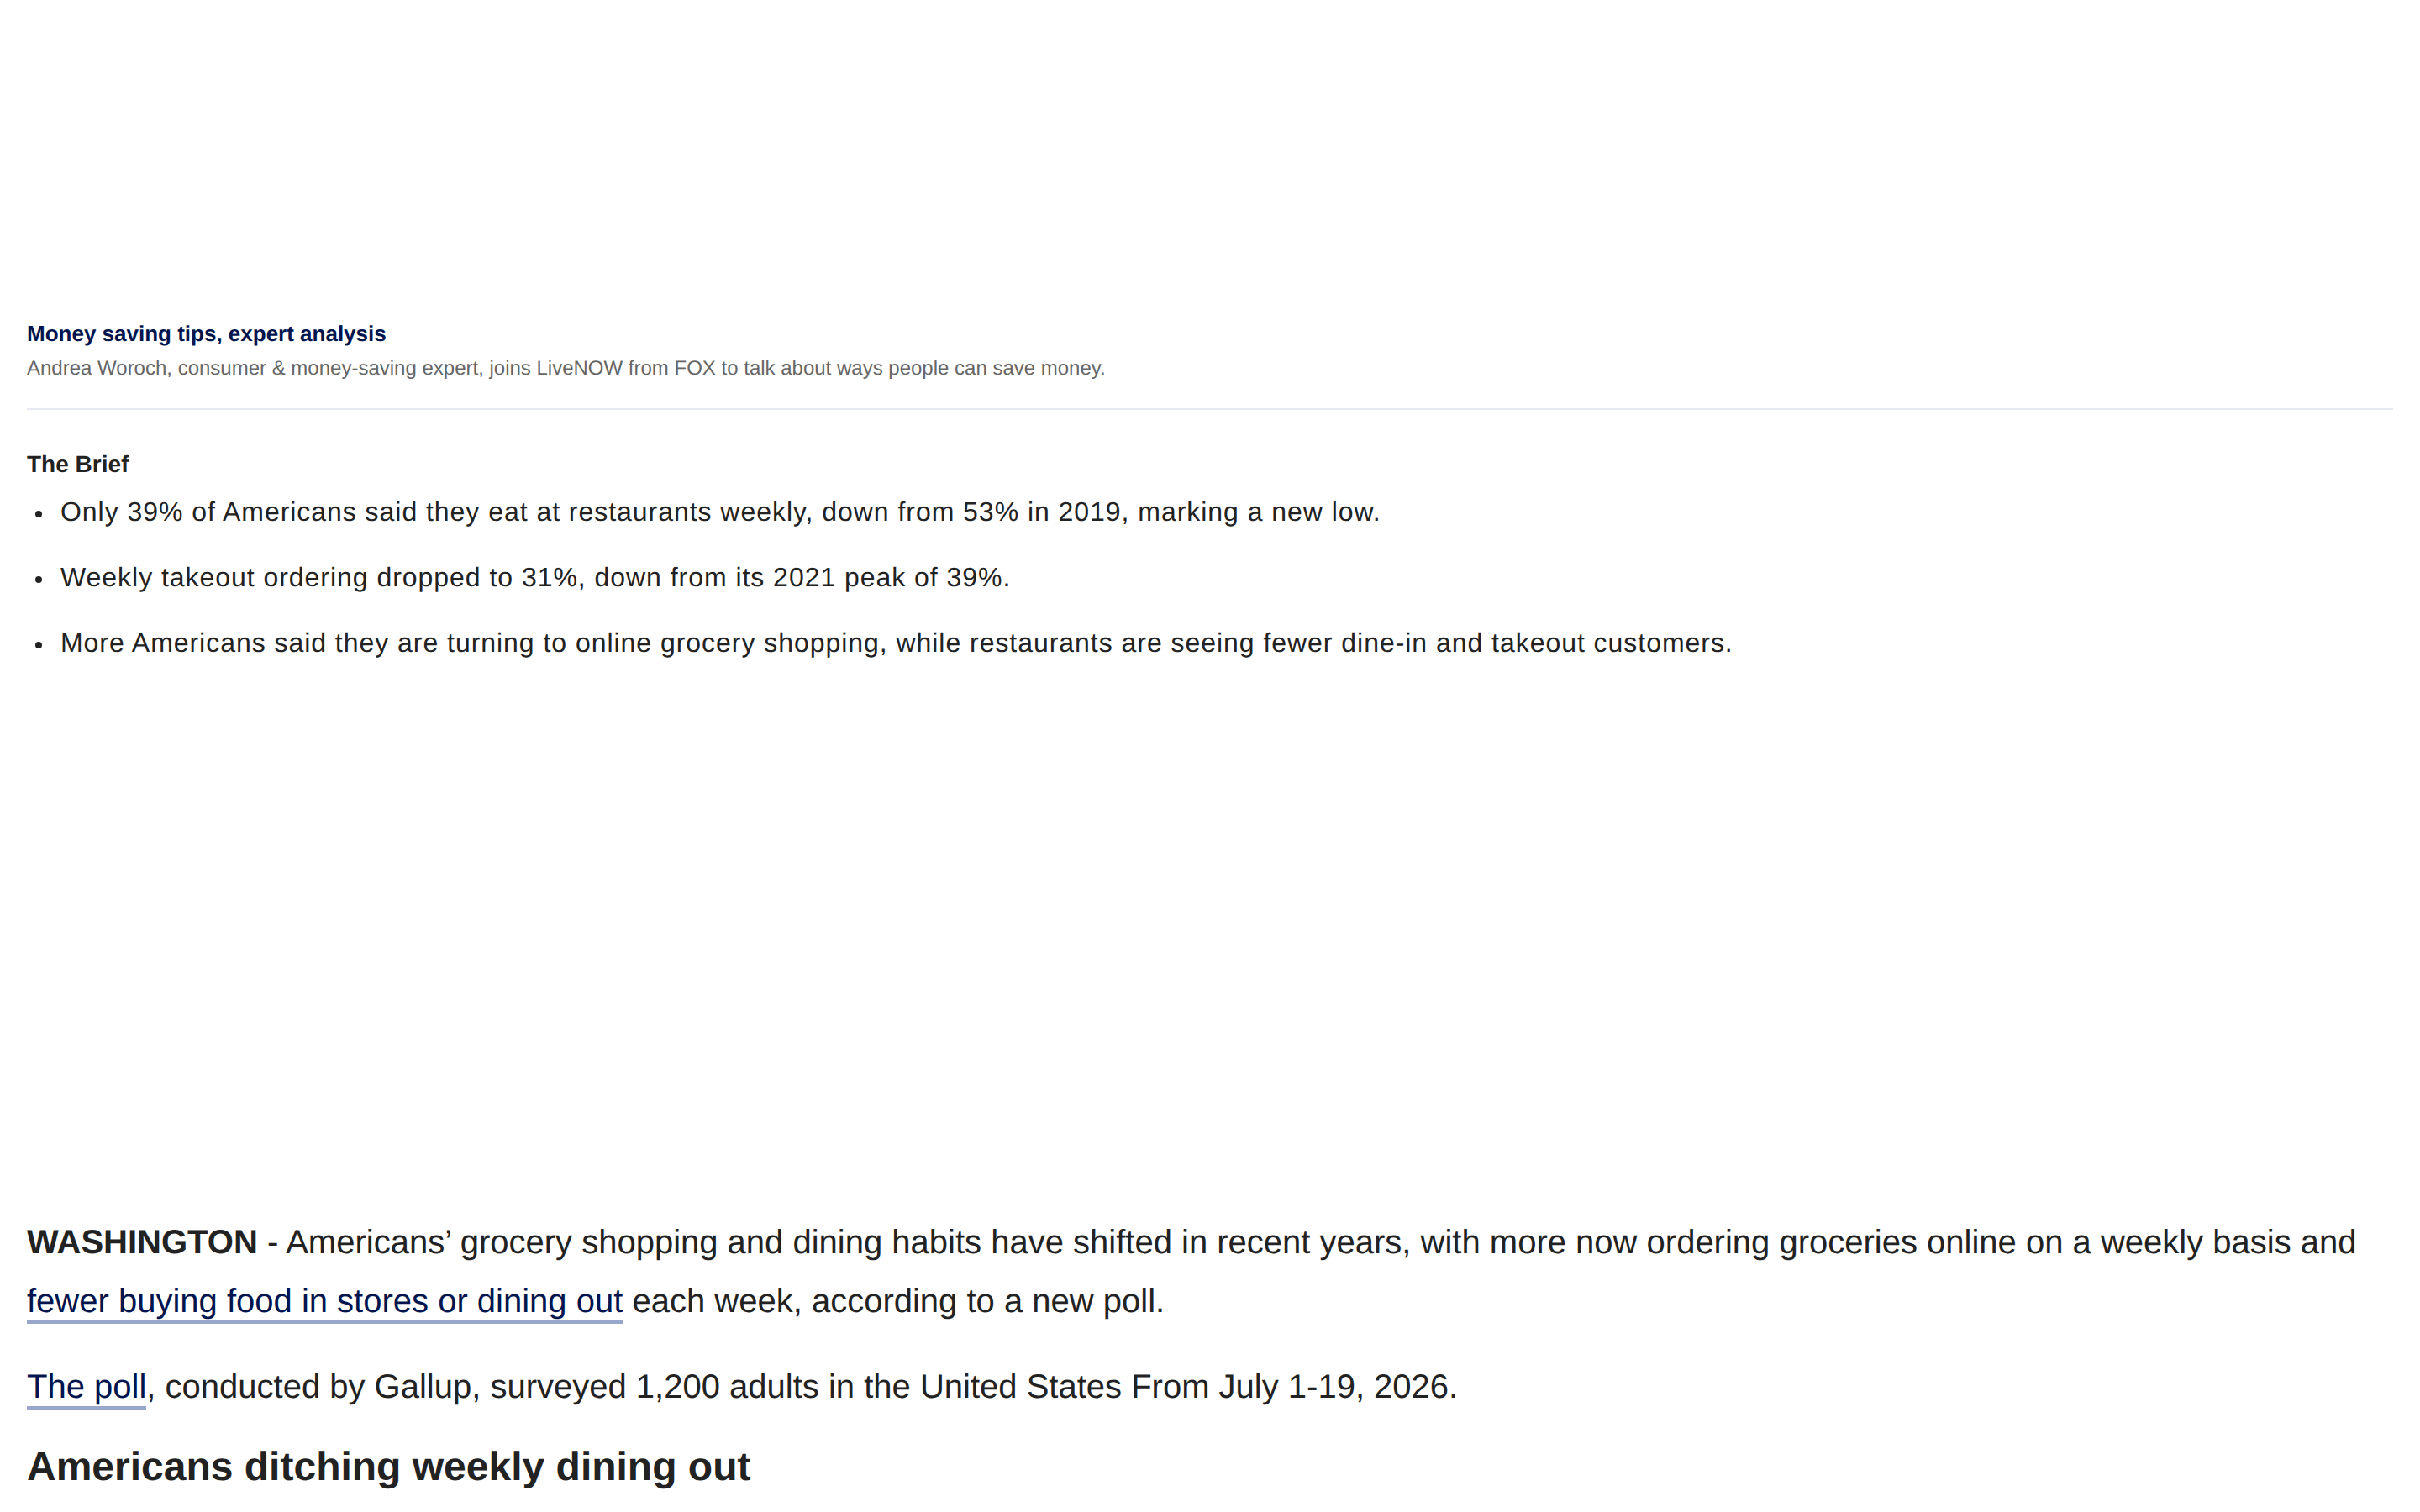 Money saving tips, expert analysis
Andrea Woroch, consumer & money-saving expert, joins LiveNOW from FOX to talk about ways people can save money.
The Brief
• Only 39% of Americans said they eat at restaurants weekly, down from 53% in 2019, marking a new low.
• Weekly takeout ordering dropped to 31%, down from its 2021 peak of 39%.
• More Americans said they are turning to online grocery shopping, while restaurants are seeing fewer dine-in and takeout customers.
WASHINGTON - Americans’ grocery shopping and dining habits have shifted in recent years, with more now ordering groceries online on a weekly basis and
fewer buying food in stores or dining out each week, according to a new poll.
The poll, conducted by Gallup, surveyed 1,200 adults in the United States From July 1-19, 2026.
Americans ditching weekly dining out